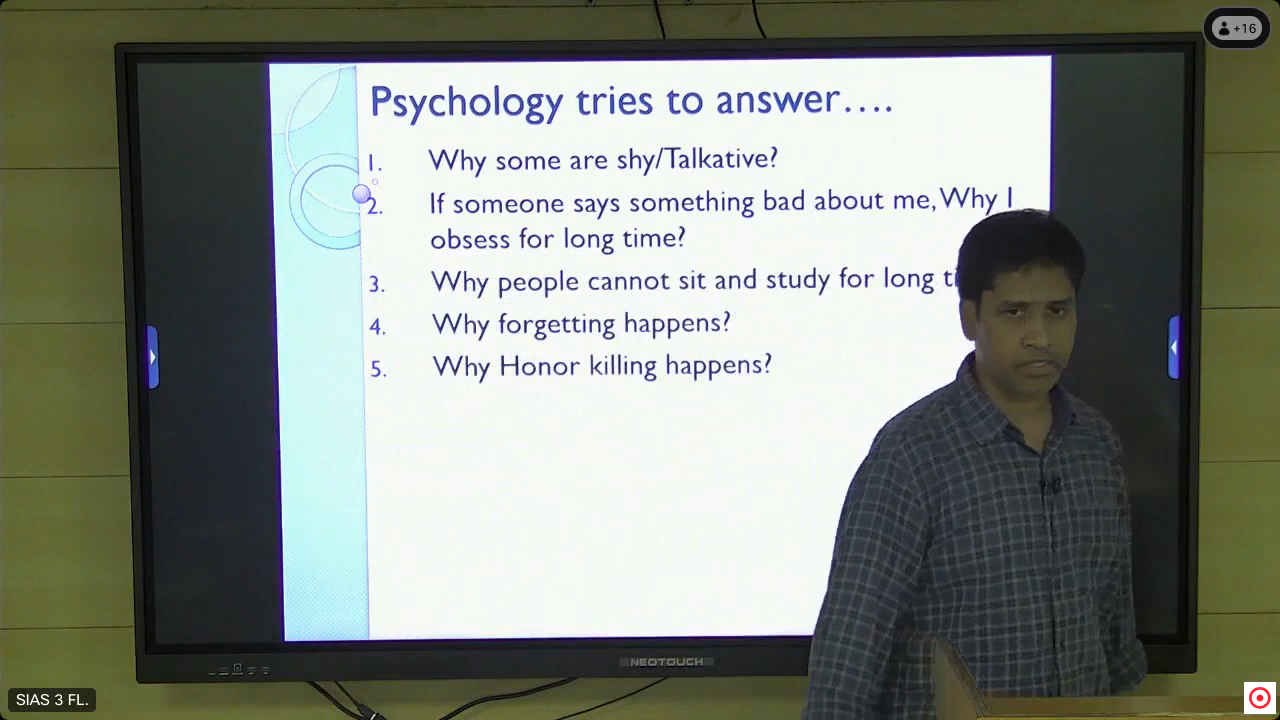 +16
Psychology tries to answer....
1. Why some are shy/Talkative?
2. If someone says something bad about me, Why I
obsess for long time?
3. Why people cannot sit and study for long
4. Why forgetting happens?
5. Why Honor killing happens?
NEOTOUCH
SIAS 3 FL.